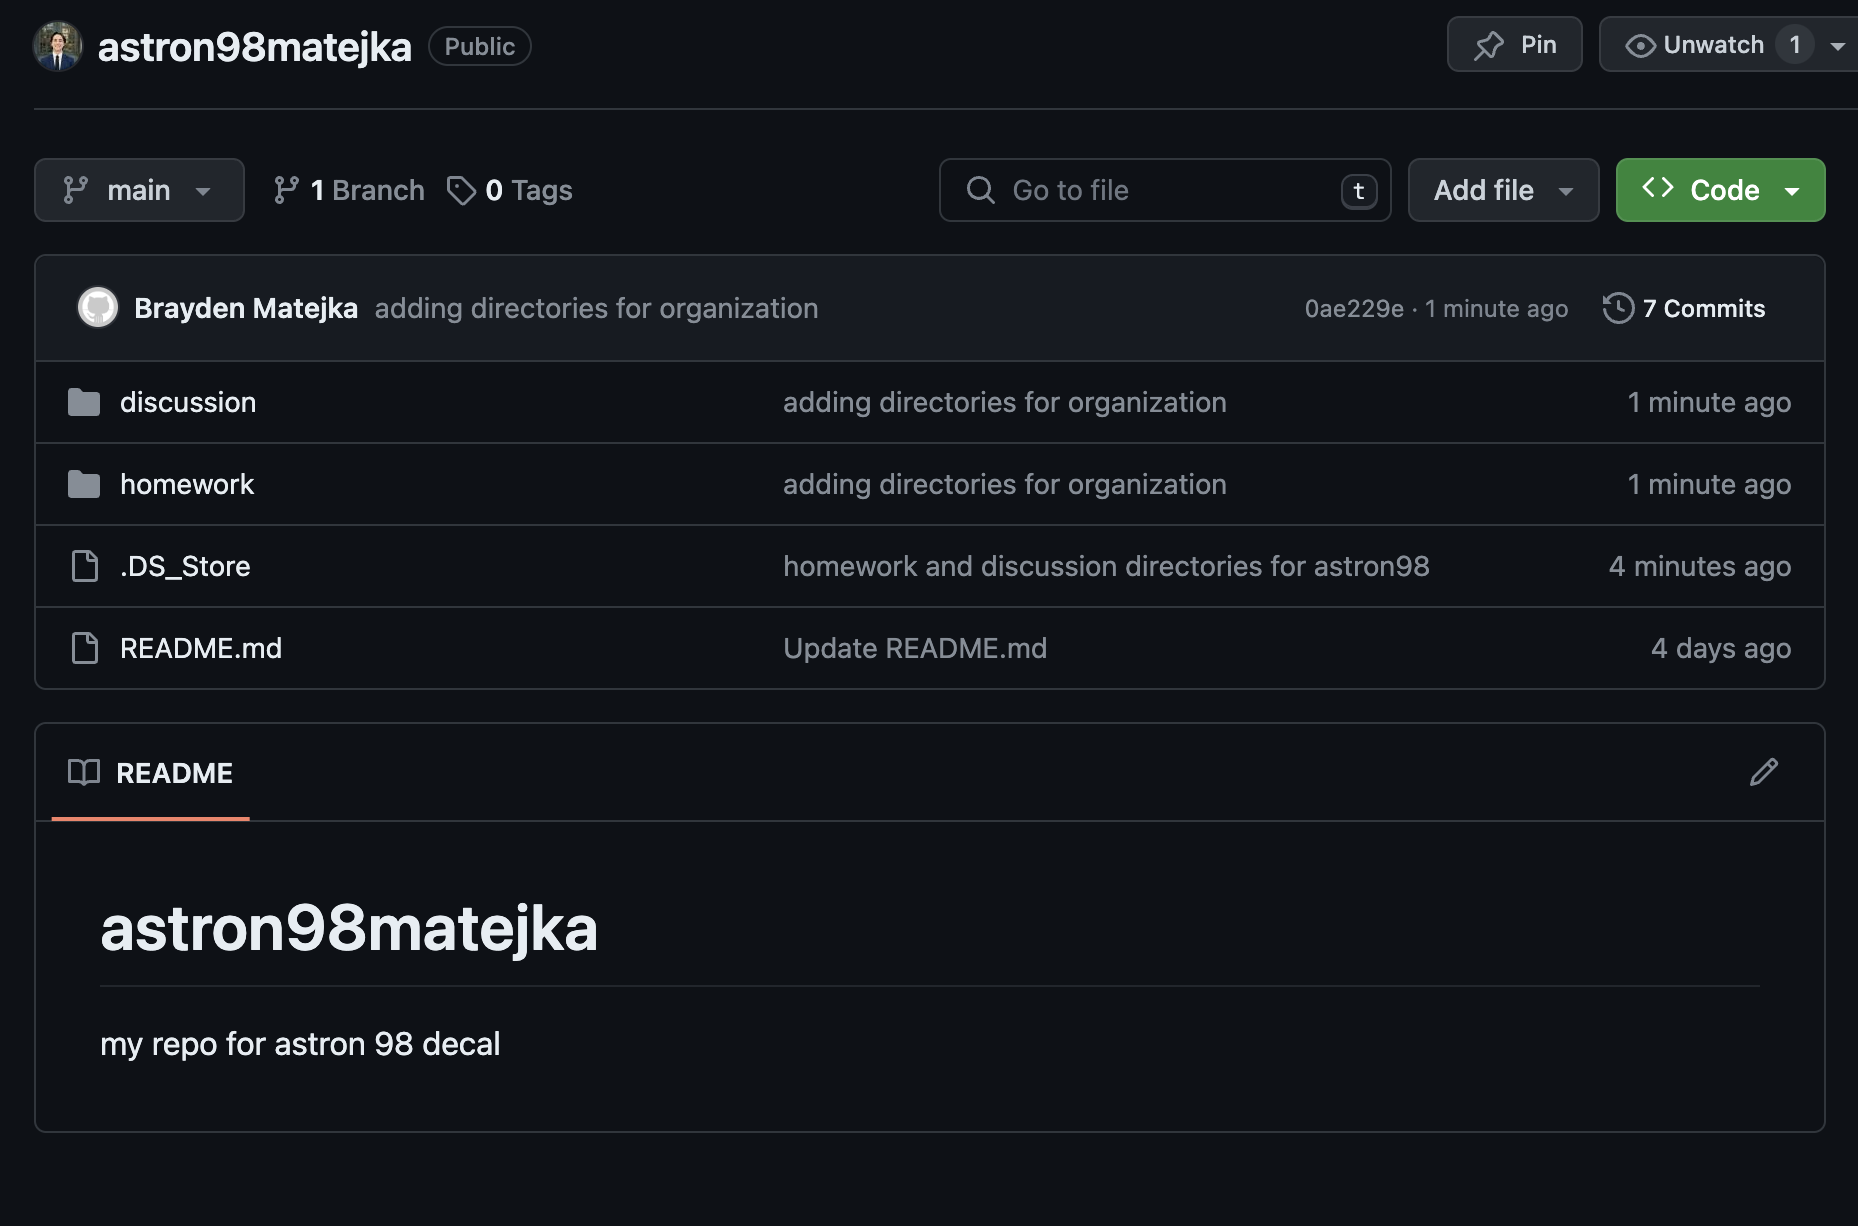 astron98matejka Public Pin Unwatch 1
main 1 Branch 0 Tags Go to file t Add file Code
Brayden Matejka adding directories for organization 0ae229e · 1 minute ago 7 Commits
discussion adding directories for organization 1 minute ago
homework adding directories for organization 1 minute ago
.DS_Store homework and discussion directories for astron98 4 minutes ago
README.md Update README.md 4 days ago
README
astron98matejka
my repo for astron 98 decal